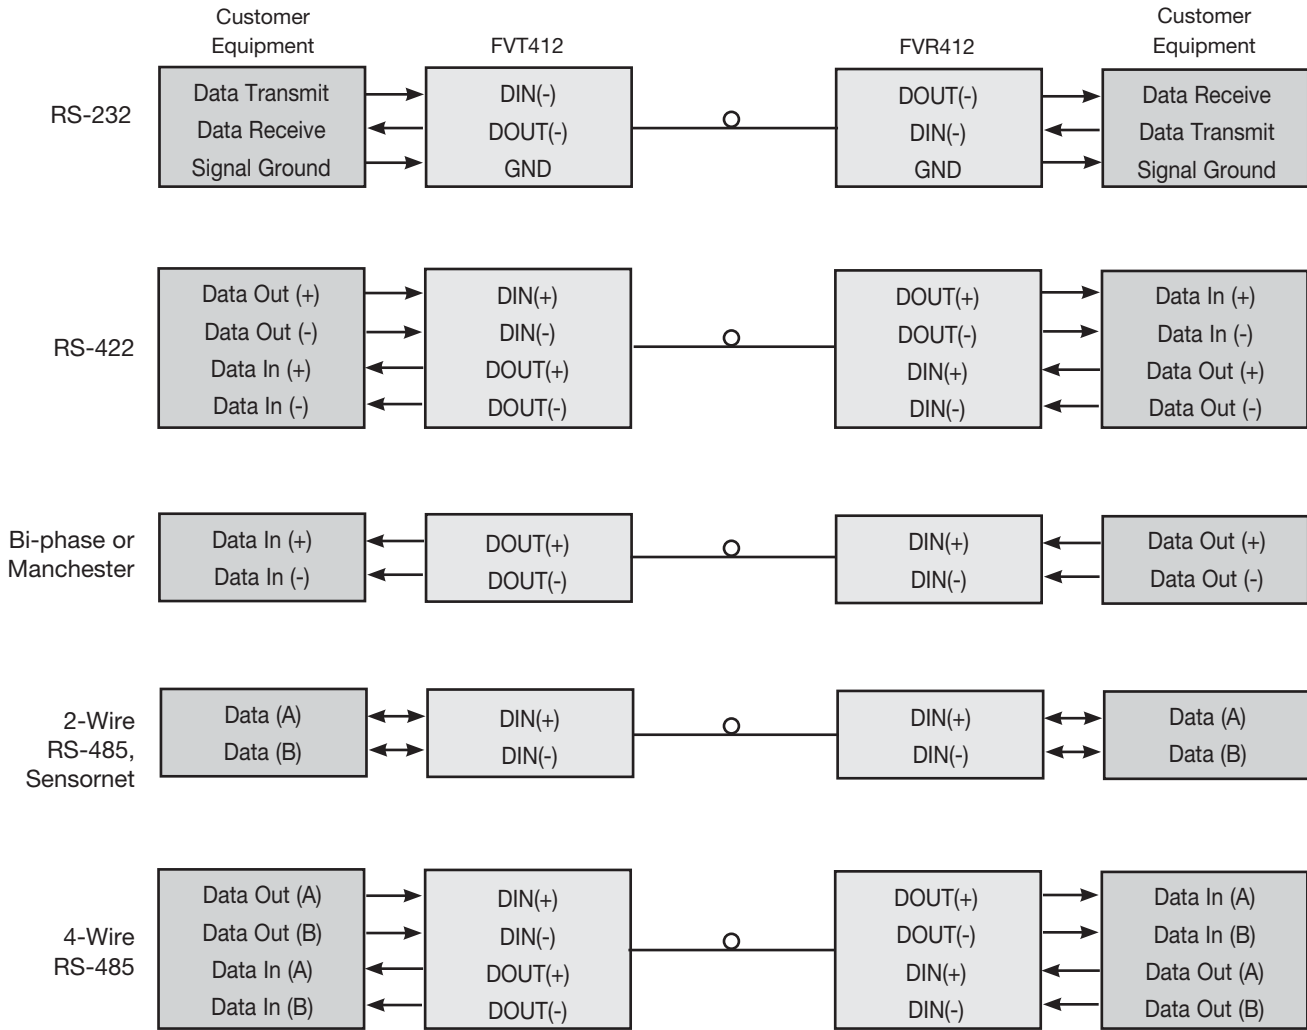 Customer
Equipment
FVT412
FVR412
Customer
Equipment
RS-232
Data Transmit
Data Receive
Signal Ground
DIN(-)
DOUT(-)
GND
DOUT(-)
DIN(-)
GND
Data Receive
Data Transmit
Signal Ground
RS-422
Data Out (+)
Data Out (-)
Data In (+)
Data In (-)
DIN(+)
DIN(-)
DOUT(+)
DOUT(-)
DOUT(+)
DOUT(-)
DIN(+)
DIN(-)
Data In (+)
Data In (-)
Data Out (+)
Data Out (-)
Bi-phase or
Manchester
Data In (+)
Data In (-)
DOUT(+)
DOUT(-)
DIN(+)
DIN(-)
Data Out (+)
Data Out (-)
2-Wire
RS-485,
Sensornet
Data (A)
Data (B)
DIN(+)
DIN(-)
DIN(+)
DIN(-)
Data (A)
Data (B)
4-Wire
RS-485
Data Out (A)
Data Out (B)
Data In (A)
Data In (B)
DIN(+)
DIN(-)
DOUT(+)
DOUT(-)
DOUT(+)
DOUT(-)
DIN(+)
DIN(-)
Data In (A)
Data In (B)
Data Out (A)
Data Out (B)